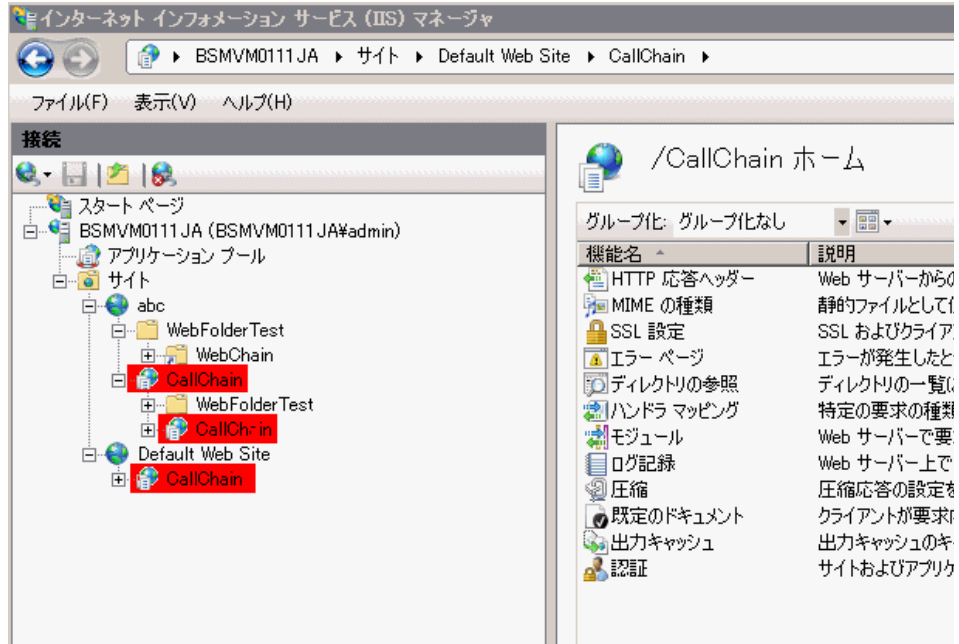 インターネット インフォメーション サービス (IIS) マネージャ
BSMVM0111JA ▸ サイト ▸ Default Web Site ▸ CallChain ▸
ファイル(F) 表示(V) ヘルプ(H)
接続
スタート ページ
BSMVM0111JA (BSMVM0111JA¥admin)
アプリケーション プール
サイト
abc
WebFolderTest
WebChain
CallChain
WebFolderTest
CallChain
Default Web Site
CallChain
/CallChain ホーム
グループ化: グループ化なし
機能名 説明
HTTP 応答ヘッダー Web サーバーからの
MIME の種類 静的ファイルとして
SSL 設定 SSL およびクライア
エラー ページ エラーが発生したと
ディレクトリの参照 ディレクトリの一覧
ハンドラ マッピング 特定の要求の種類
モジュール Web サーバーで要
ログ記録 Web サーバー上で
圧縮 圧縮応答の設定を
既定のドキュメント クライアントが要求
出力キャッシュ 出力キャッシュのキ
認証 サイトおよびアプリケ